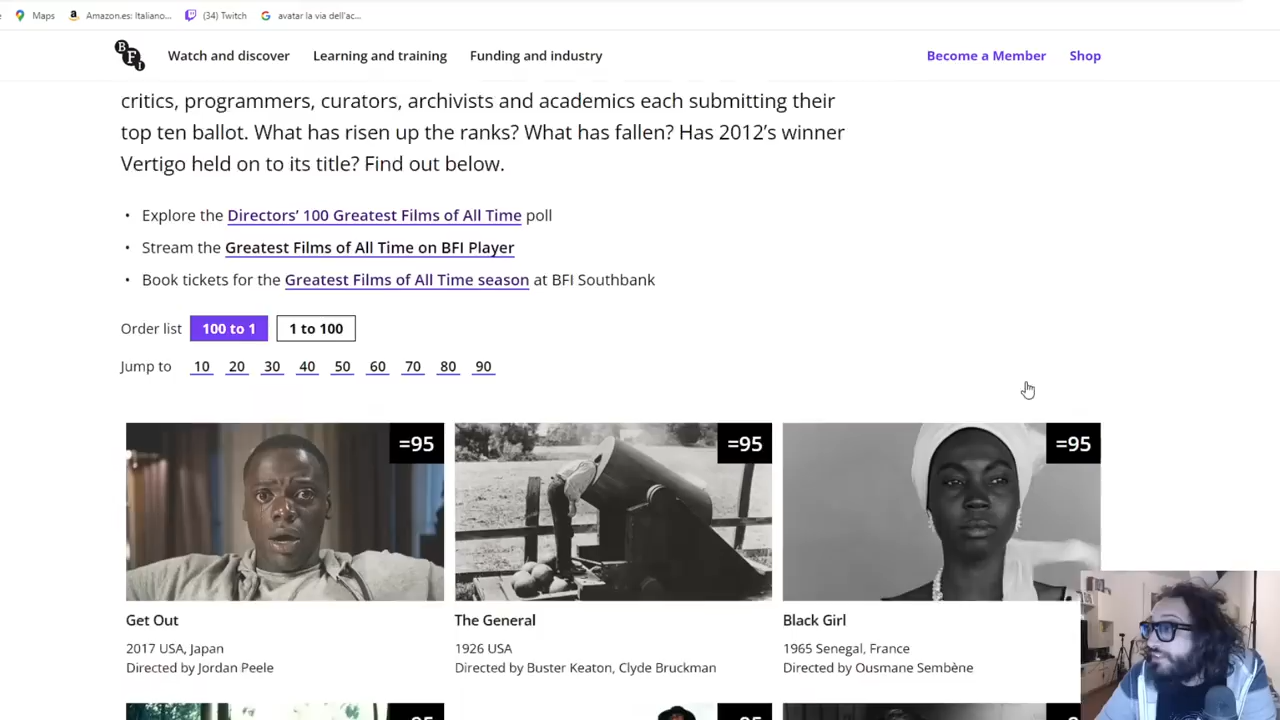 Maps
Amazon.es: Italiano...
(34) Twitch
avatar la via dell'ac...
BFI
Watch and discover
Learning and training
Funding and industry
Become a Member
Shop
critics, programmers, curators, archivists and academics each submitting their
top ten ballot. What has risen up the ranks? What has fallen? Has 2012’s winner
Vertigo held on to its title? Find out below.
• Explore the Directors’ 100 Greatest Films of All Time poll
• Stream the Greatest Films of All Time on BFI Player
• Book tickets for the Greatest Films of All Time season at BFI Southbank
Order list 100 to 1 1 to 100
Jump to 10 20 30 40 50 60 70 80 90
=95
=95
=95
Get Out
2017 USA, Japan
Directed by Jordan Peele
The General
1926 USA
Directed by Buster Keaton, Clyde Bruckman
Black Girl
1965 Senegal, France
Directed by Ousmane Sembène